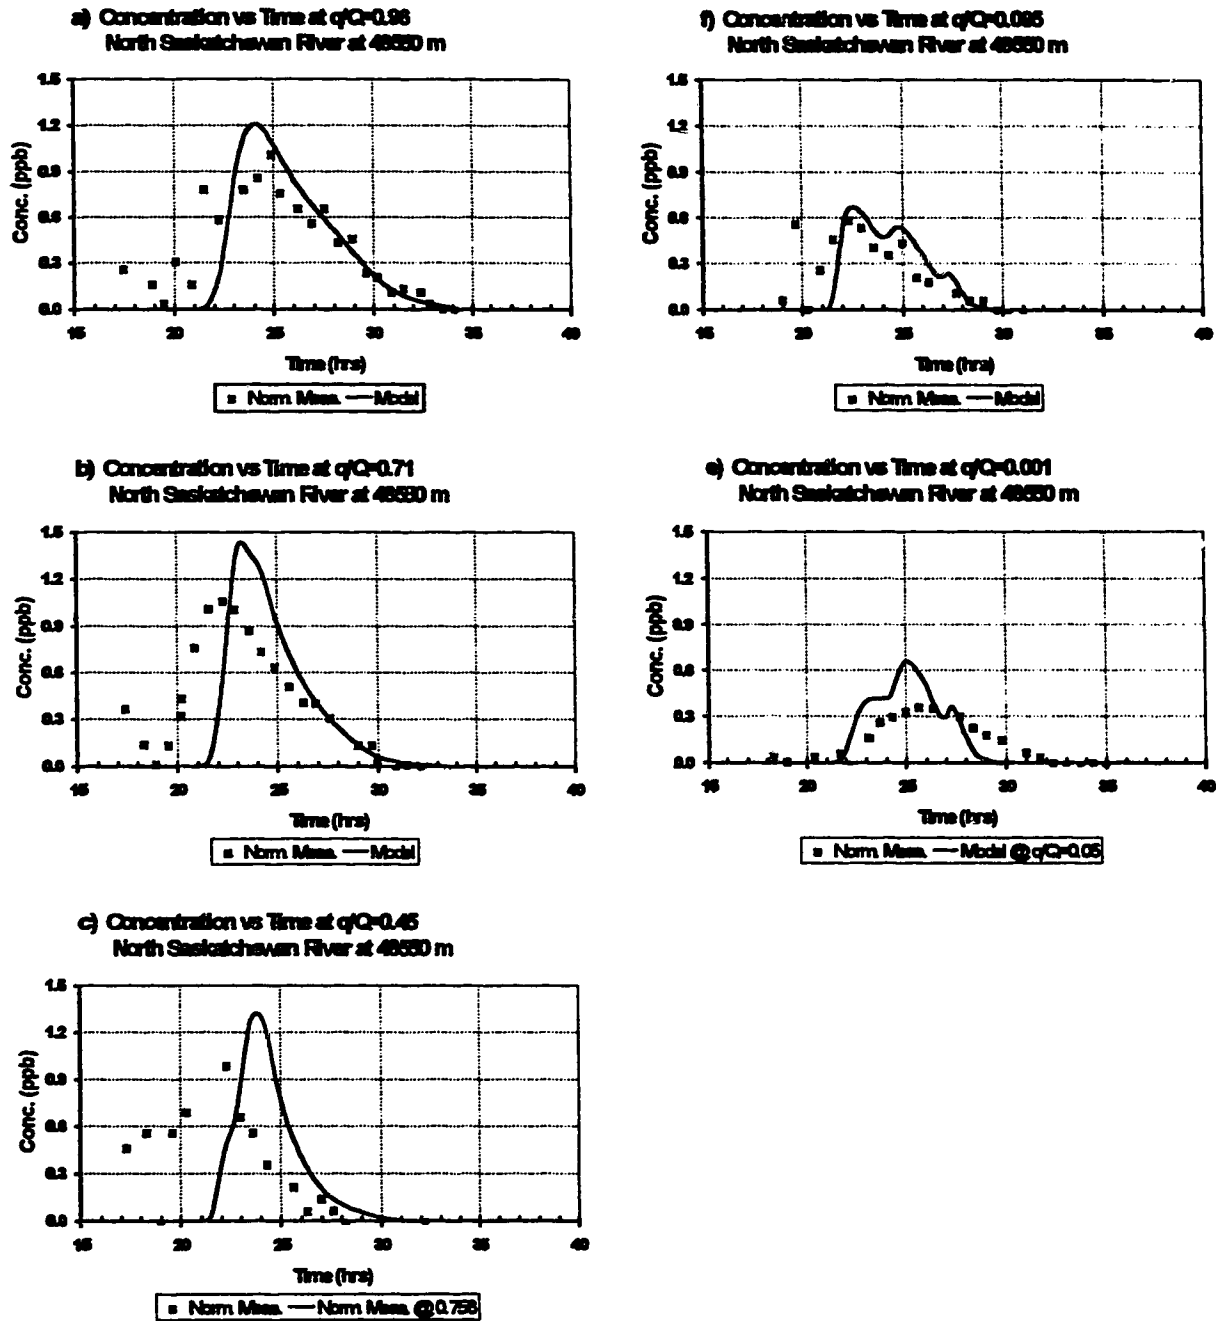 a) Concentration vs Time at q/Q=0.96
North Saskatchewan River at 48550 m
1.5
1.2
0.9
0.6
0.3
0.0
Conc. (ppb)
15 20 25 30 35 40
Time (hrs)
Norm. Meas. Model
b) Concentration vs Time at q/Q=0.71
North Saskatchewan River at 48550 m
1.5
1.2
0.9
0.6
0.3
0.0
Conc. (ppb)
15 20 25 30 35 40
Time (hrs)
Norm. Meas. Model
c) Concentration vs Time at q/Q=0.45
North Saskatchewan River at 48550 m
1.5
1.2
0.9
0.6
0.3
0.0
Conc. (ppb)
15 20 25 30 35 40
Time (hrs)
Norm. Meas. Norm. Meas. @ 0.756
f) Concentration vs Time at q/Q=0.095
North Saskatchewan River at 48550 m
1.5
1.2
0.9
0.6
0.3
0.0
Conc. (ppb)
15 20 25 30 35 40
Time (hrs)
Norm. Meas. Model
e) Concentration vs Time at q/Q=0.001
North Saskatchewan River at 48550 m
1.5
1.2
0.9
0.6
0.3
0.0
Conc. (ppb)
15 20 25 30 35 40
Time (hrs)
Norm. Meas. Model @ q/Q=0.05